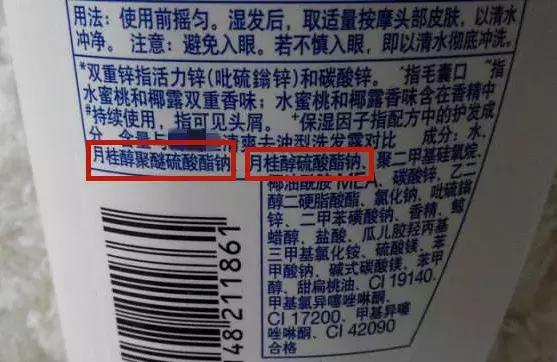 用法: 使用前摇匀。湿发后，取适量按摩头部皮肤，以清水
冲净。 注意: 避免入眼。若不慎入眼，即以清水彻底冲洗。
*双重锌指活力锌(吡硫鎓锌)和碳酸锌。 ^指毛囊口 "指
水蜜桃和椰露双重香味；水蜜桃和椰露香味含在香精中
#持续使用，指可见头屑。 +保湿因子指配方中的护发成
分，含量与 清爽去油型洗发露对比 成分: 水、
月桂醇聚醚硫酸酯钠、月桂醇硫酸酯钠、聚二甲基硅氧烷、
椰油酰胺 MEA、碳酸锌、乙二
醇二硬脂酸酯、氯化钠、吡硫鎓
锌、二甲苯磺酸钠、香精、鲸
蜡醇、盐酸、瓜儿胶羟丙基
三甲基氯化铵、硫酸镁、苯
甲酸钠、碱式碳酸镁、苯甲
醇、甜扁桃油、CI 19140、
甲基氯异噻唑啉酮、
CI 17200、甲基异噻
唑啉酮、CI 42090
合格
48211861